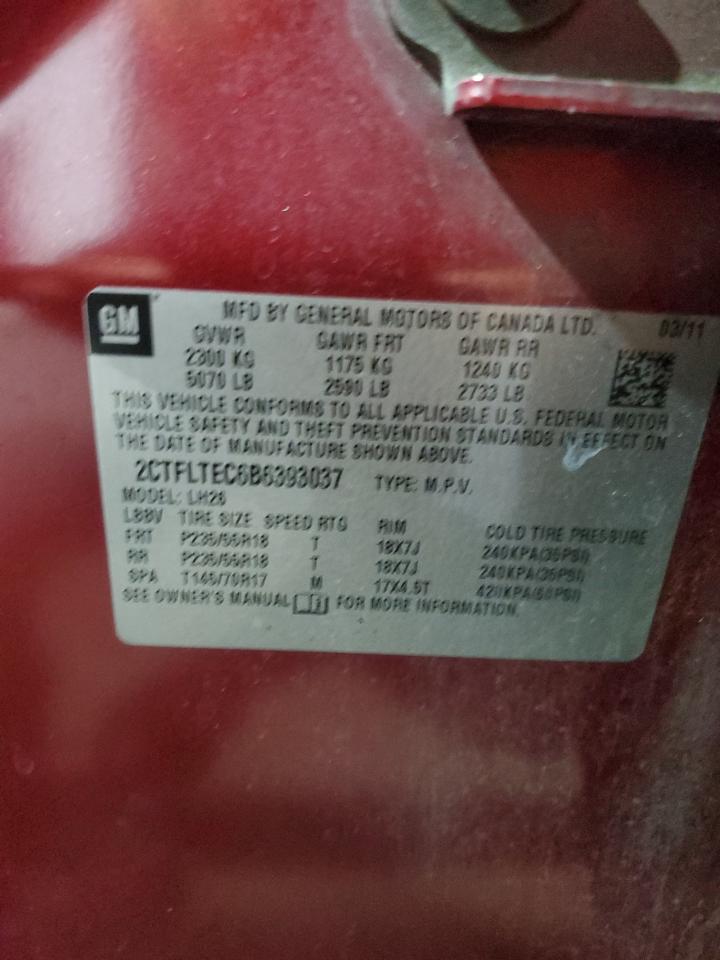 GM
MFD BY GENERAL MOTORS OF CANADA LTD. 03/11
GVWR GAWR FRT GAWR RR
2300 KG 1175 KG 1240 KG
5070 LB 2590 LB 2733 LB
THIS VEHICLE CONFORMS TO ALL APPLICABLE U.S. FEDERAL MOTOR
VEHICLE SAFETY AND THEFT PREVENTION STANDARDS IN EFFECT ON
THE DATE OF MANUFACTURE SHOWN ABOVE.
2CTFLTEC6B6393037 TYPE: M.P.V.
MODEL: LH26
TIRE SIZE SPEED RTG RIM COLD TIRE PRESSURE
FRT P235/55R18 T 18X7J 240KPA(35PSI)
RR P235/55R18 T 18X7J 240KPA(35PSI)
SPA T145/70R17 M 17X4.5T 420KPA(60PSI)
SEE OWNER'S MANUAL FOR MORE INFORMATION.